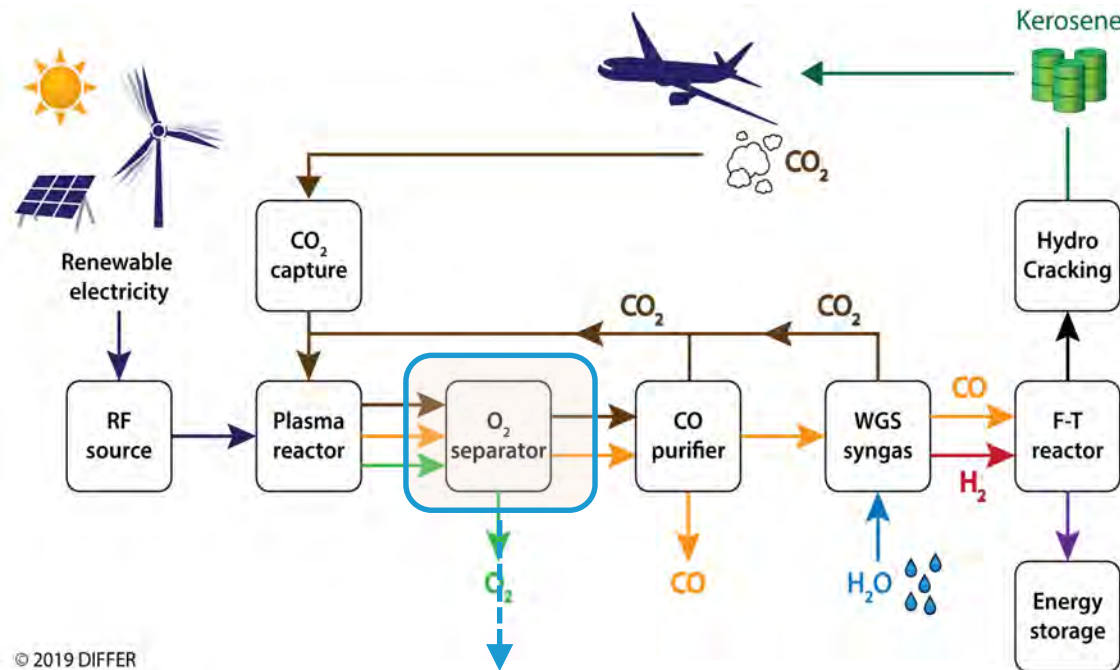 Kerosene
CO₂
CO₂
capture
Hydro
Cracking
Renewable
electricity
CO₂
CO₂
RF
source
Plasma
reactor
O₂
separator
CO
purifier
WGS
syngas
CO
H₂
F-T
reactor
O₂
CO
H₂O
Energy
storage
© 2019 DIFFER